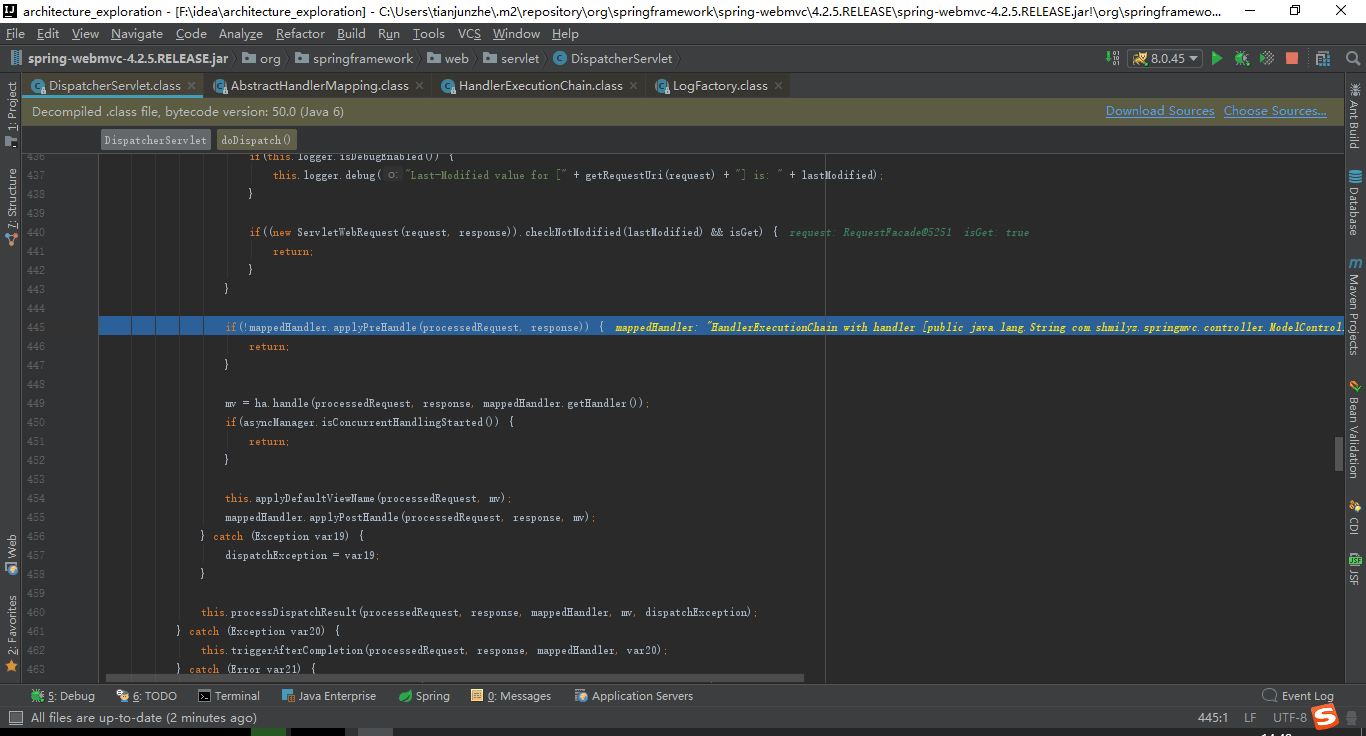 architecture_exploration - [F:\idea\architecture_exploration] - C:\Users\tianjunzhe\.m2\repository\org\springframework\spring-webmvc\4.2.5.RELEASE\spring-webmvc-4.2.5.RELEASE.jar!\org\springframewo...
File Edit View Navigate Code Analyze Refactor Build Run Tools VCS Window Help
spring-webmvc-4.2.5.RELEASE.jar org springframework web servlet DispatcherServlet 8.0.45
DispatcherServlet.class AbstractHandlerMapping.class HandlerExecutionChain.class LogFactory.class
Decompiled .class file, bytecode version: 50.0 (Java 6) Download Sources Choose Sources...
DispatcherServlet doDispatch()
436 if(this.logger.isDebugEnabled()) {
437 this.logger.debug( o: "Last-Modified value for [" + getRequestUri(request) + "] is: " + lastModified);
438 }
439
440 if((new ServletWebRequest(request, response)).checkNotModified(lastModified) && isGet) { request: RequestFacade@5251 isGet: true
441 return;
442 }
443 }
444
445 if(!mappedHandler.applyPreHandle(processedRequest, response)) { mappedHandler: "HandlerExecutionChain with handler [public java.lang.String com.shmilyz.springmvc.controller.ModelControl
446 return;
447 }
448
449 mv = ha.handle(processedRequest, response, mappedHandler.getHandler());
450 if(asyncManager.isConcurrentHandlingStarted()) {
451 return;
452 }
453
454 this.applyDefaultViewName(processedRequest, mv);
455 mappedHandler.applyPostHandle(processedRequest, response, mv);
456 } catch (Exception var19) {
457 dispatchException = var19;
458 }
459
460 this.processDispatchResult(processedRequest, response, mappedHandler, mv, dispatchException);
461 } catch (Exception var20) {
462 this.triggerAfterCompletion(processedRequest, response, mappedHandler, var20);
463 } catch (Error var21) {
1: Project
7: Structure
Web
2: Favorites
Ant Build
Database
m Maven Projects
Bean Validation
CDI
JSF
5: Debug 6: TODO Terminal Java Enterprise Spring 0: Messages Application Servers Event Log
All files are up-to-date (2 minutes ago) 445:1 LF UTF-8 S